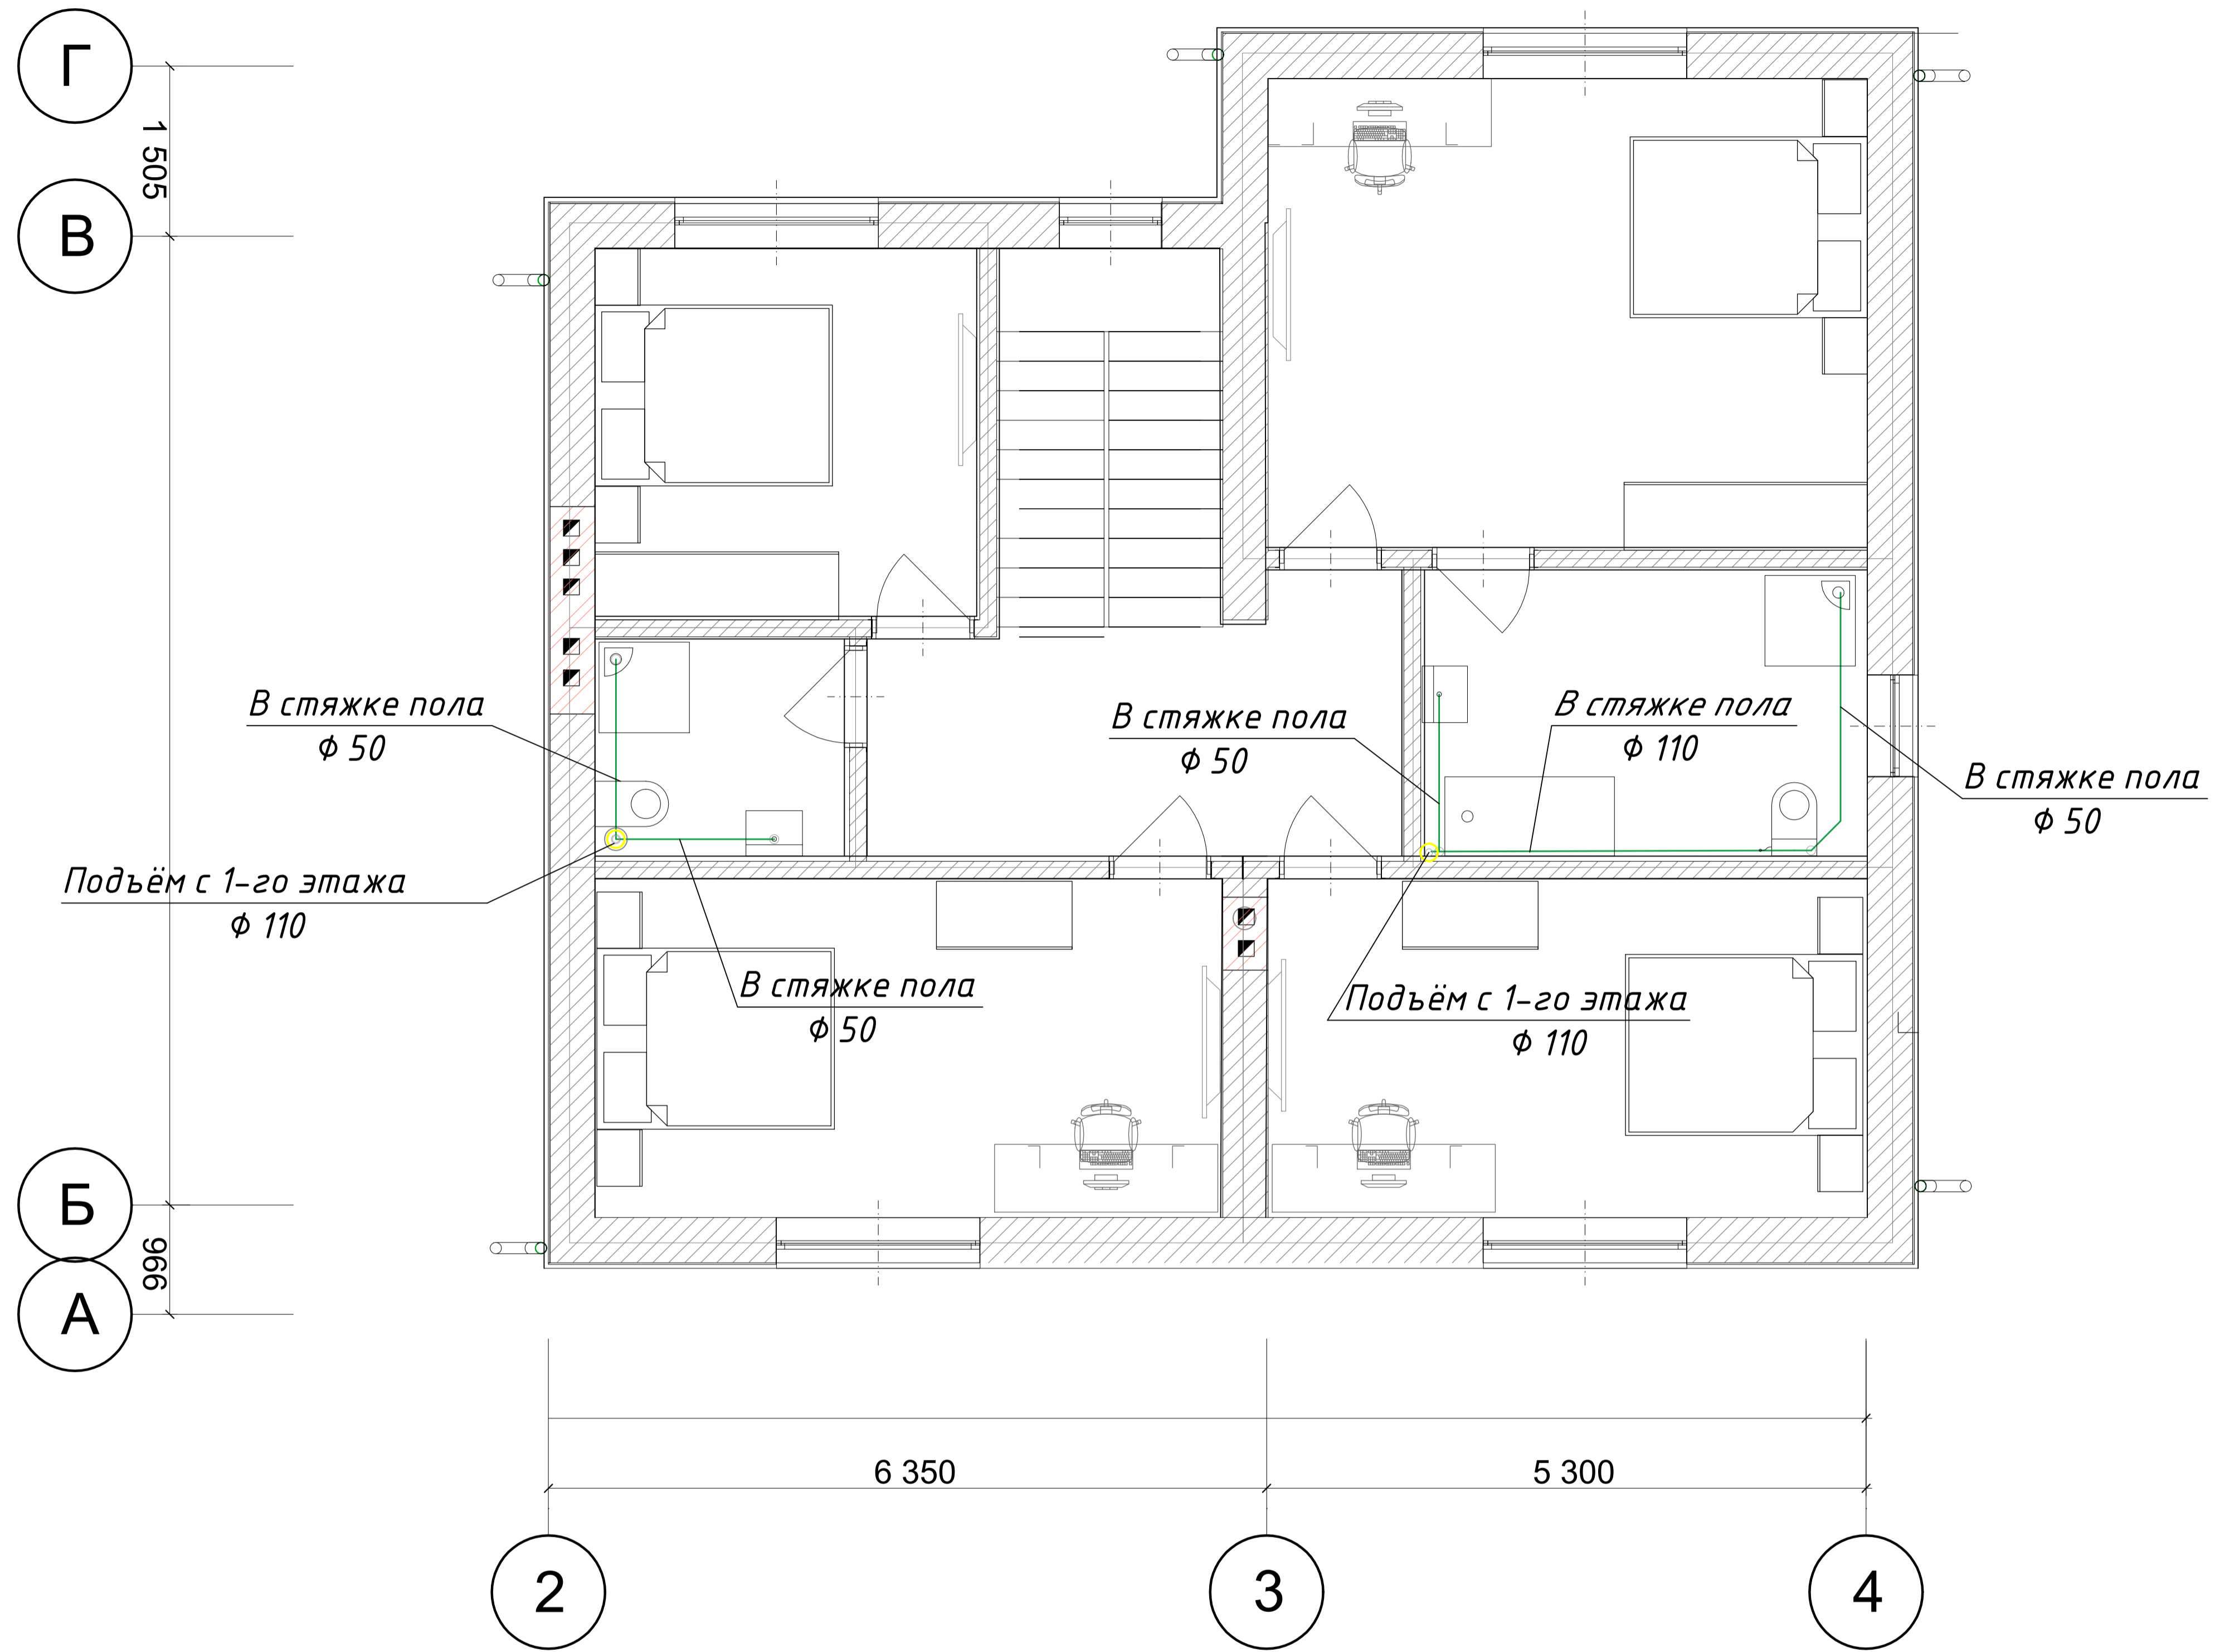 Г
1 505
В
В стяжке пола
Ф 50
В стяжке пола
Ф 50
В стяжке пола
Ф 110
В стяжке пола
Ф 50
Подъём с 1-го этажа
Ф 110
В стяжке пола
Ф 50
Подъём с 1-го этажа
Ф 110
Б
966
А
6 350
5 300
2
3
4